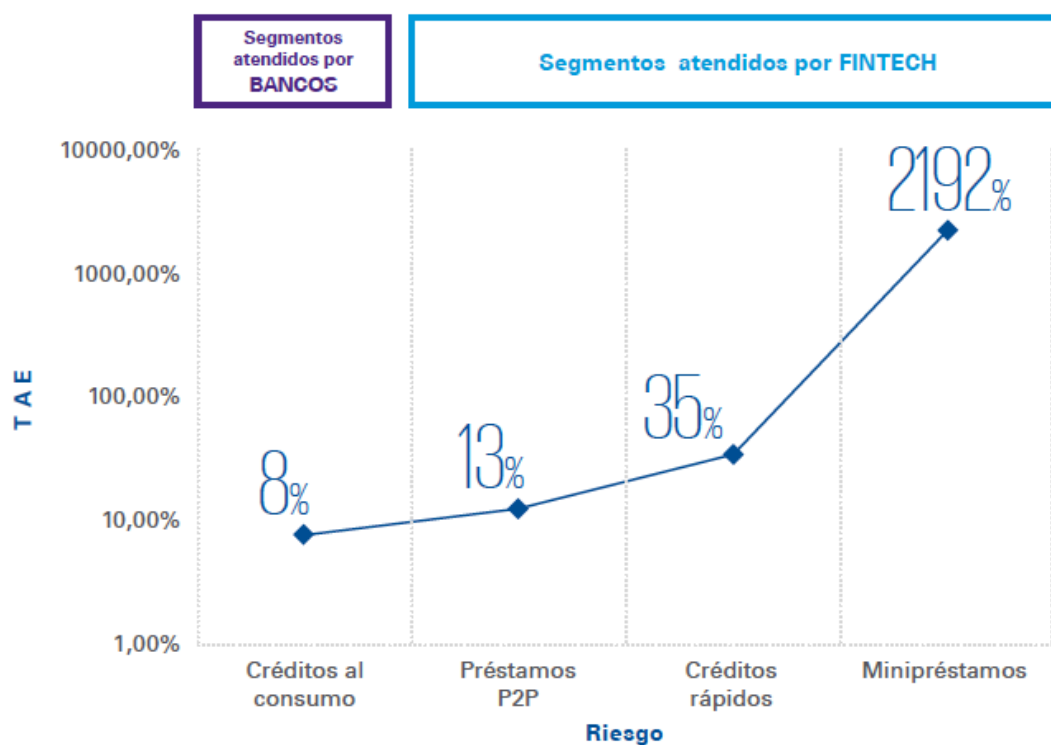 Segmentos
atendidos por
BANCOS
Segmentos atendidos por FINTECH
10000,00%
1000,00%
100,00%
10,00%
1,00%
TAE
8%
13%
35%
2192%
Créditos al
consumo
Préstamos
P2P
Créditos
rápidos
Minipréstamos
Riesgo